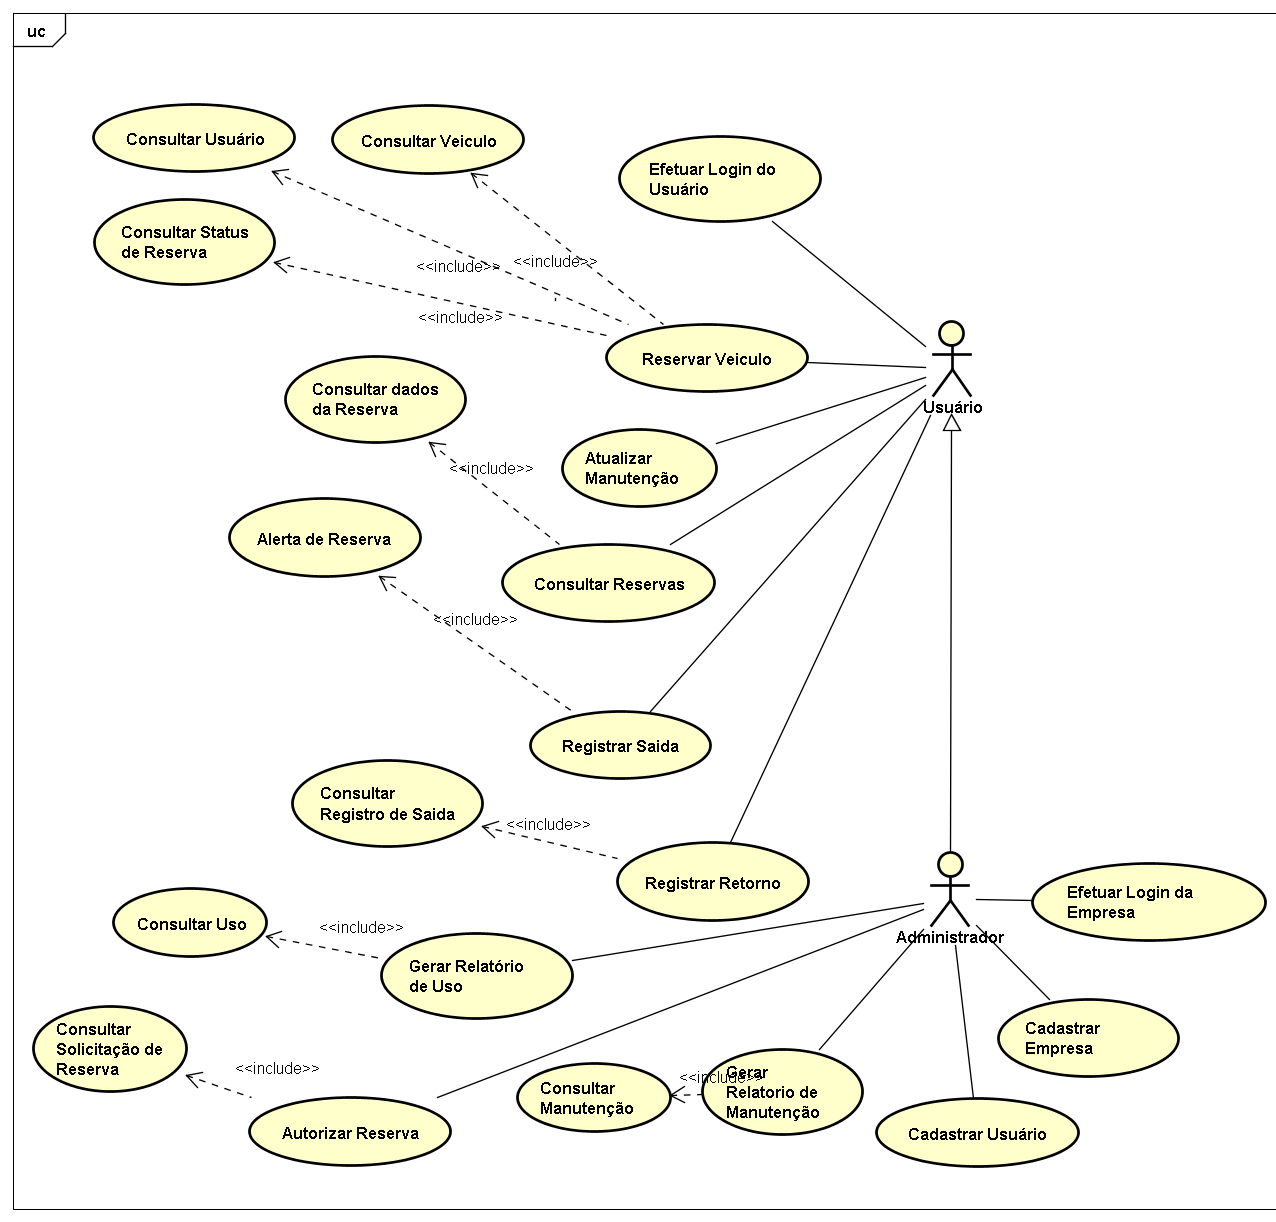 uc
Consultar Usuário
Consultar Veiculo
Efetuar Login do
Usuário
Consultar Status
de Reserva
<<include>>
<<include>>
<<include>>
Reservar Veiculo
Usuário
Consultar dados
da Reserva
Atualizar
Manutenção
<<include>>
Alerta de Reserva
Consultar Reservas
<<include>>
Registrar Saida
Consultar
Registro de Saida
<<include>>
Registrar Retorno
Efetuar Login da
Empresa
Administrador
Consultar Uso
<<include>>
Gerar Relatório
de Uso
Consultar
Solicitação de
Reserva
<<include>>
Cadastrar
Empresa
Consultar
Manutenção
<<include>>
Gerar
Relatorio de
Manutenção
Autorizar Reserva
Cadastrar Usuário